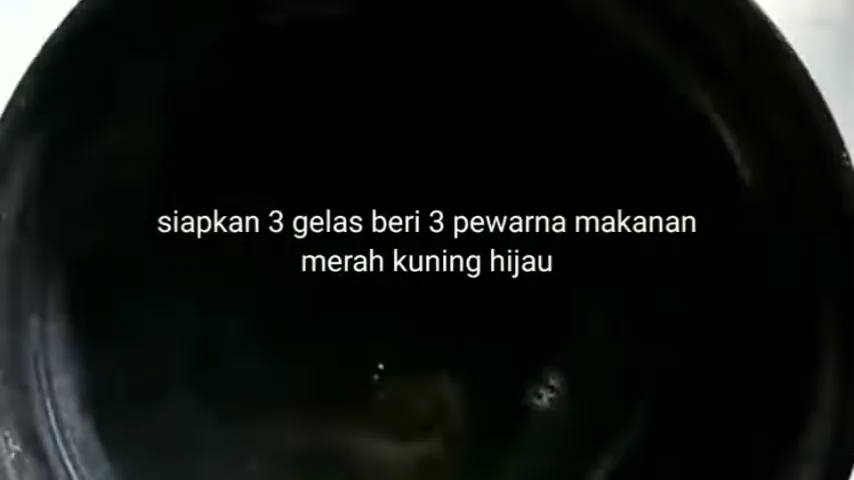 siapkan 3 gelas beri 3 pewarna makanan
merah kuning hijau